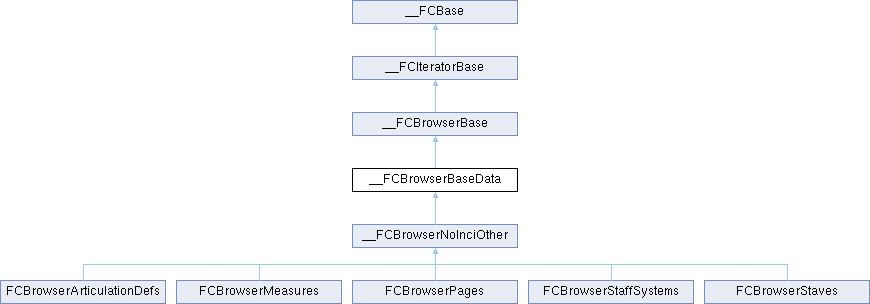 __FCBase
__FCIteratorBase
__FCBrowserBase
__FCBrowserBaseData
__FCBrowserNoInciOther
FCBrowserArticulationDefs
FCBrowserMeasures
FCBrowserPages
FCBrowserStaffSystems
FCBrowserStaves